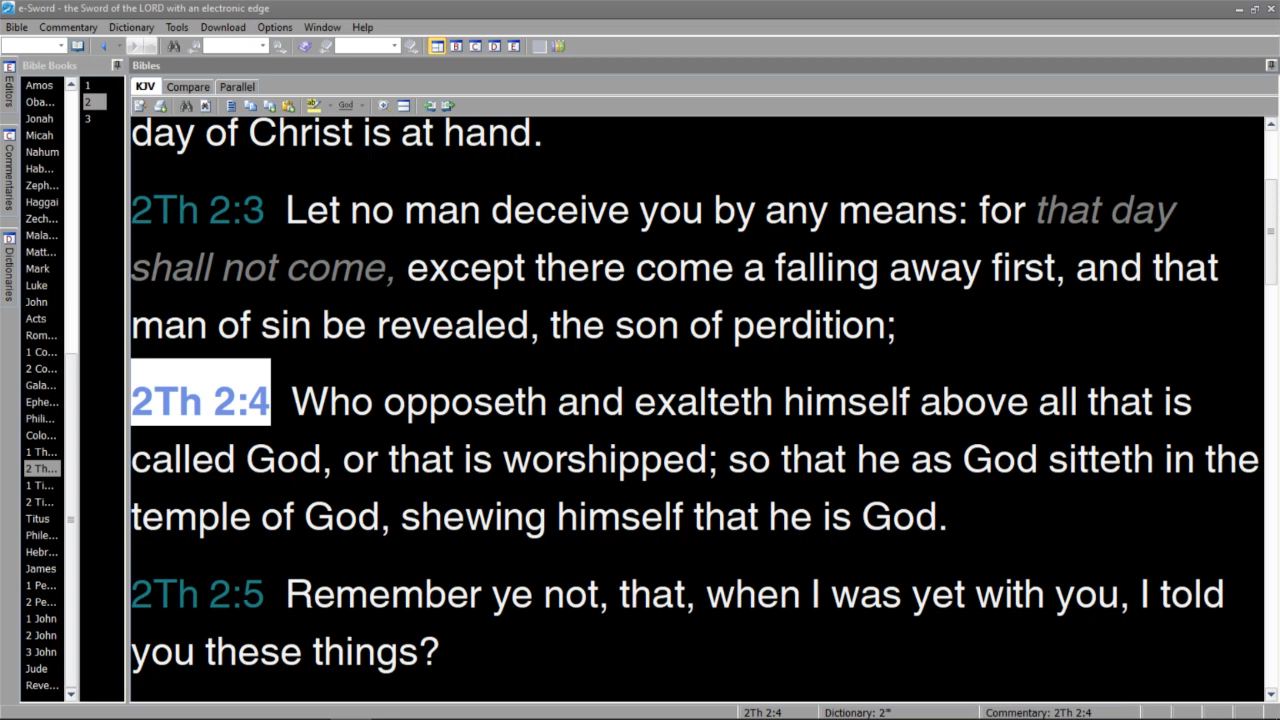 e-Sword - the Sword of the LORD with an electronic edge
Bible Commentary Dictionary Tools Download Options Window Help
B C D E
Bible Books
Bibles
E Editors
C Commentaries
D Dictionaries
Amos
Oba...
Jonah
Micah
Nahum
Hab...
Zeph...
Haggai
Zech...
Mala...
Matt...
Mark
Luke
John
Acts
Rom...
1 Co...
2 Co...
Gala...
Ephe...
Phili...
Colo...
1 Th...
2 Th...
1 Ti...
2 Ti...
Titus
Phile...
Hebr...
James
1 Pe...
2 Pe...
1 John
2 John
3 John
Jude
Reve...
1
2
3
KJV Compare Parallel
God
day of Christ is at hand.
2Th 2:3 Let no man deceive you by any means: for that day
shall not come, except there come a falling away first, and that
man of sin be revealed, the son of perdition;
2Th 2:4 Who opposeth and exalteth himself above all that is
called God, or that is worshipped; so that he as God sitteth in the
temple of God, shewing himself that he is God.
2Th 2:5 Remember ye not, that, when I was yet with you, I told
you these things?
2Th 2:4 Dictionary: 2* Commentary: 2Th 2:4